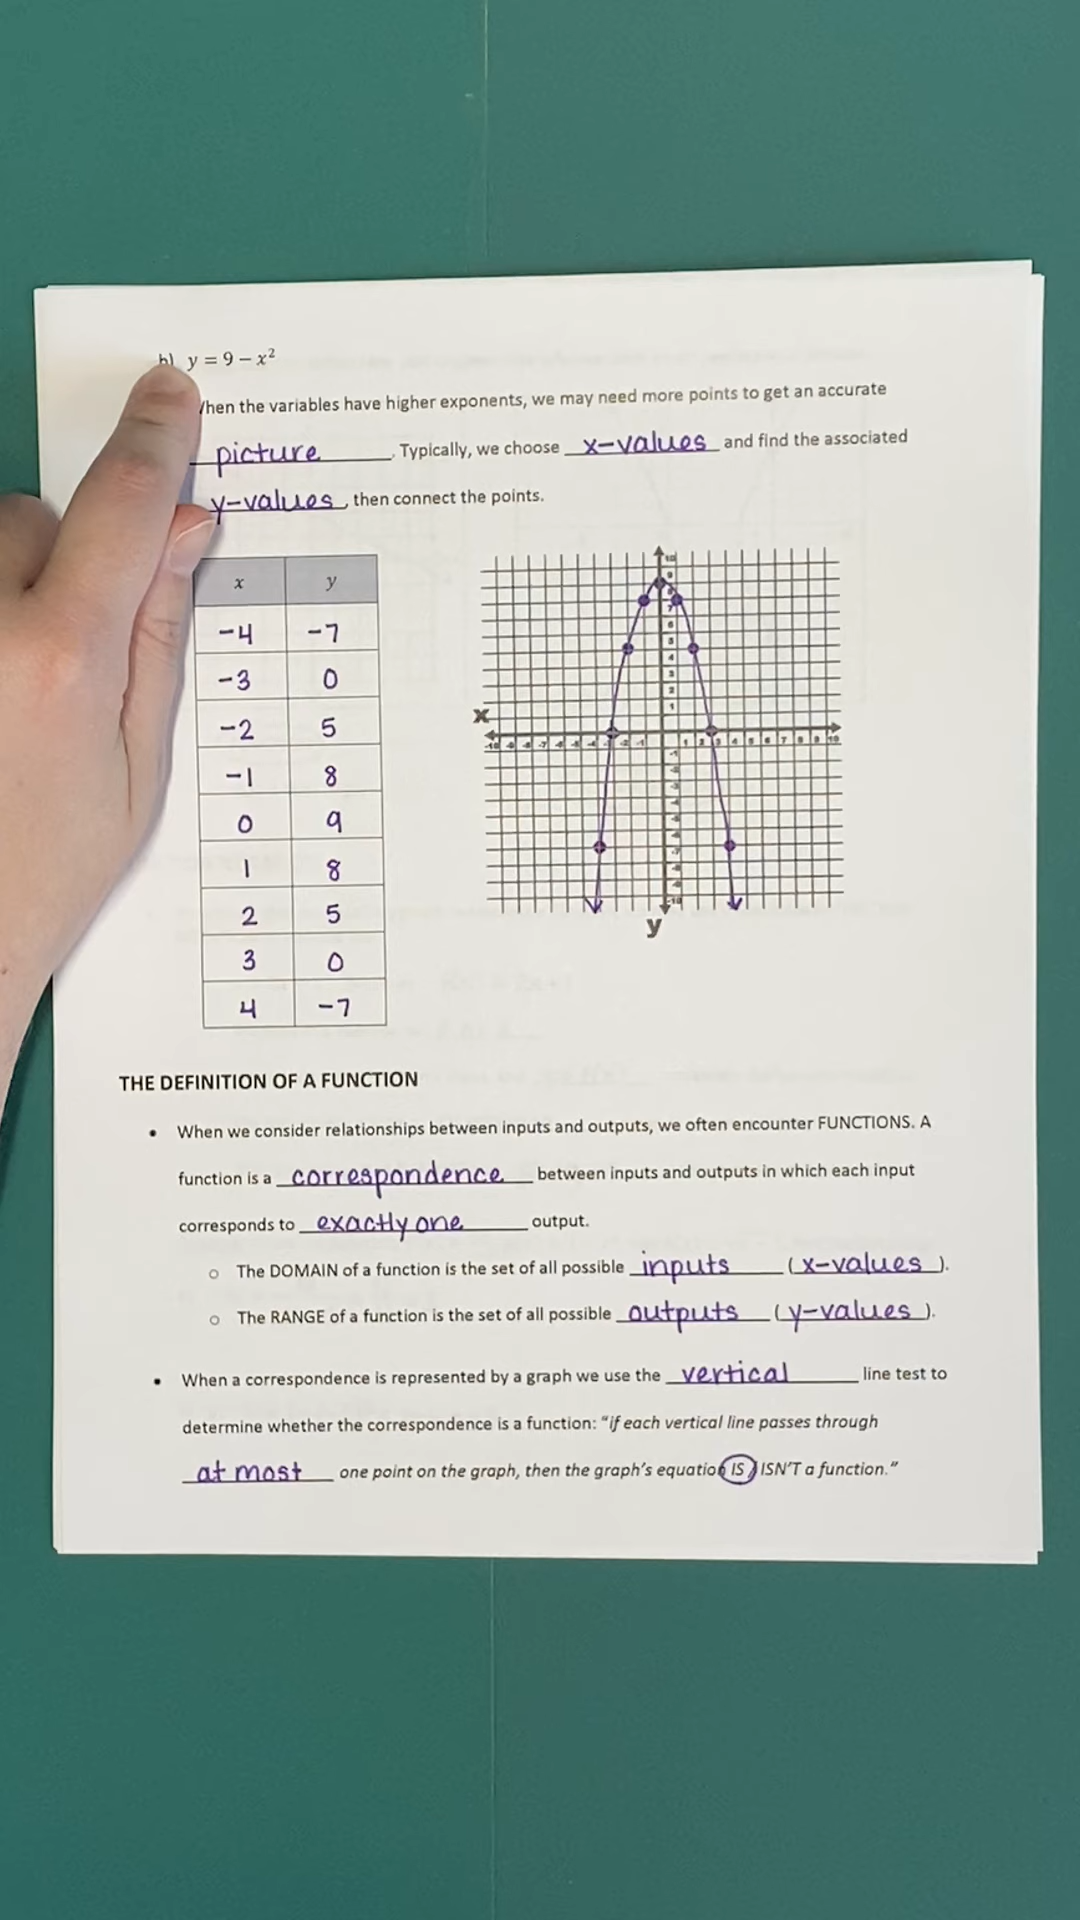 b) y = 9 – x²
hen the variables have higher exponents, we may need more points to get an accurate
picture. Typically, we choose x-values and find the associated
y-values, then connect the points.
x y
-4 -7
-3 0
-2 5
-1 8
0 9
1 8
2 5
3 0
4 -7
x
y
THE DEFINITION OF A FUNCTION
• When we consider relationships between inputs and outputs, we often encounter FUNCTIONS. A
function is a correspondence between inputs and outputs in which each input
corresponds to exactly one output.
o The DOMAIN of a function is the set of all possible inputs (x-values).
o The RANGE of a function is the set of all possible outputs (y-values).
• When a correspondence is represented by a graph we use the vertical line test to
determine whether the correspondence is a function: "if each vertical line passes through
at most one point on the graph, then the graph's equation IS / ISN'T a function."